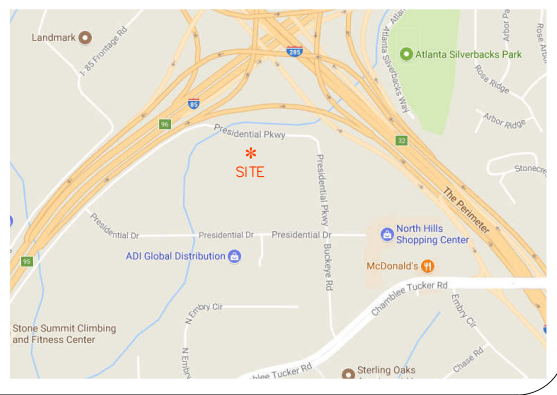 Landmark
I 85 Frontage Rd
285
Atlanta Silverbacks Way
Atlanta Silverbacks Park
Rose Ridge
Arbor Ridge
85
96
32
Presidential Pkwy
*
SITE
Presidential Pkwy
Stonecr
The Perimeter
Presidential Dr
Presidential Dr
Presidential Dr
North Hills
Shopping Center
ADI Global Distribution
Buckeye Rd
McDonald's
95
Chamblee Tucker Rd
N Embry Cir
Embry Cir
Stone Summit Climbing
and Fitness Center
N Embry
Chase Rd
blee Tucker Rd
Sterling Oaks